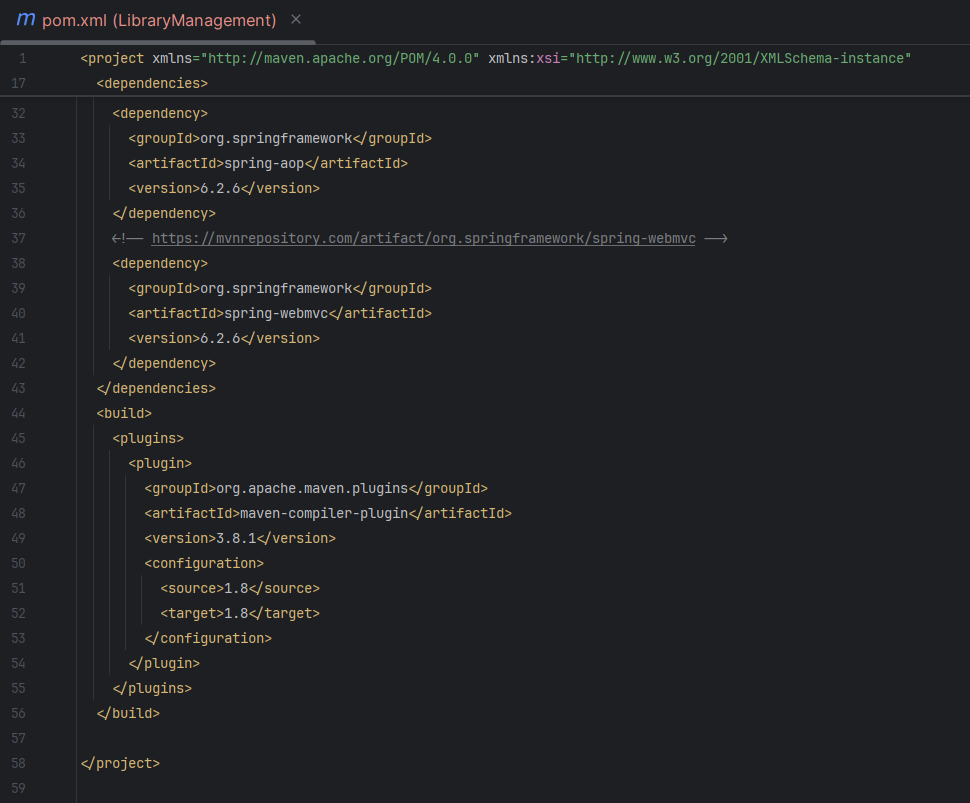 m pom.xml (LibraryManagement) ×
1 <project xmlns="http://maven.apache.org/POM/4.0.0" xmlns:xsi="http://www.w3.org/2001/XMLSchema-instance"
17 <dependencies>
32 <dependency>
33 <groupId>org.springframework</groupId>
34 <artifactId>spring-aop</artifactId>
35 <version>6.2.6</version>
36 </dependency>
37 <!-- https://mvnrepository.com/artifact/org.springframework/spring-webmvc -->
38 <dependency>
39 <groupId>org.springframework</groupId>
40 <artifactId>spring-webmvc</artifactId>
41 <version>6.2.6</version>
42 </dependency>
43 </dependencies>
44 <build>
45 <plugins>
46 <plugin>
47 <groupId>org.apache.maven.plugins</groupId>
48 <artifactId>maven-compiler-plugin</artifactId>
49 <version>3.8.1</version>
50 <configuration>
51 <source>1.8</source>
52 <target>1.8</target>
53 </configuration>
54 </plugin>
55 </plugins>
56 </build>
57
58 </project>
59